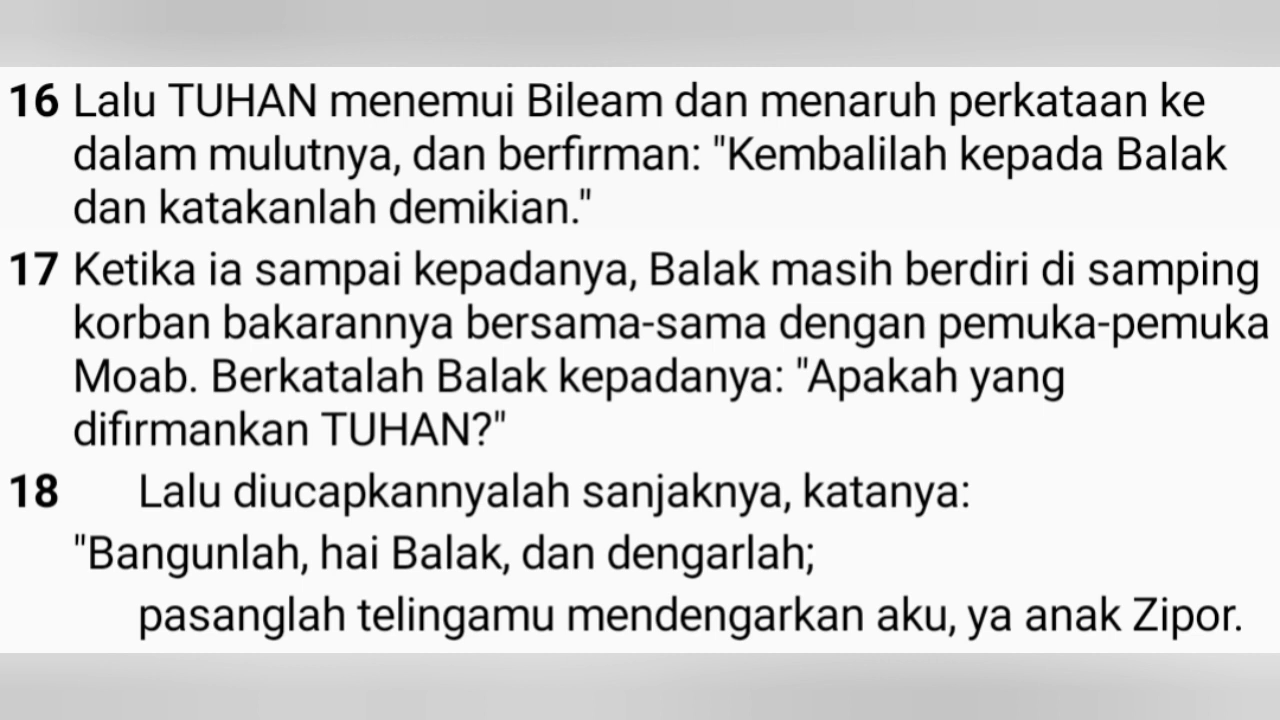 16 Lalu TUHAN menemui Bileam dan menaruh perkataan ke
dalam mulutnya, dan berfirman: "Kembalilah kepada Balak
dan katakanlah demikian."
17 Ketika ia sampai kepadanya, Balak masih berdiri di samping
korban bakarannya bersama-sama dengan pemuka-pemuka
Moab. Berkatalah Balak kepadanya: "Apakah yang
difirmankan TUHAN?"
18 Lalu diucapkannyalah sanjaknya, katanya:
"Bangunlah, hai Balak, dan dengarlah;
pasanglah telingamu mendengarkan aku, ya anak Zipor.